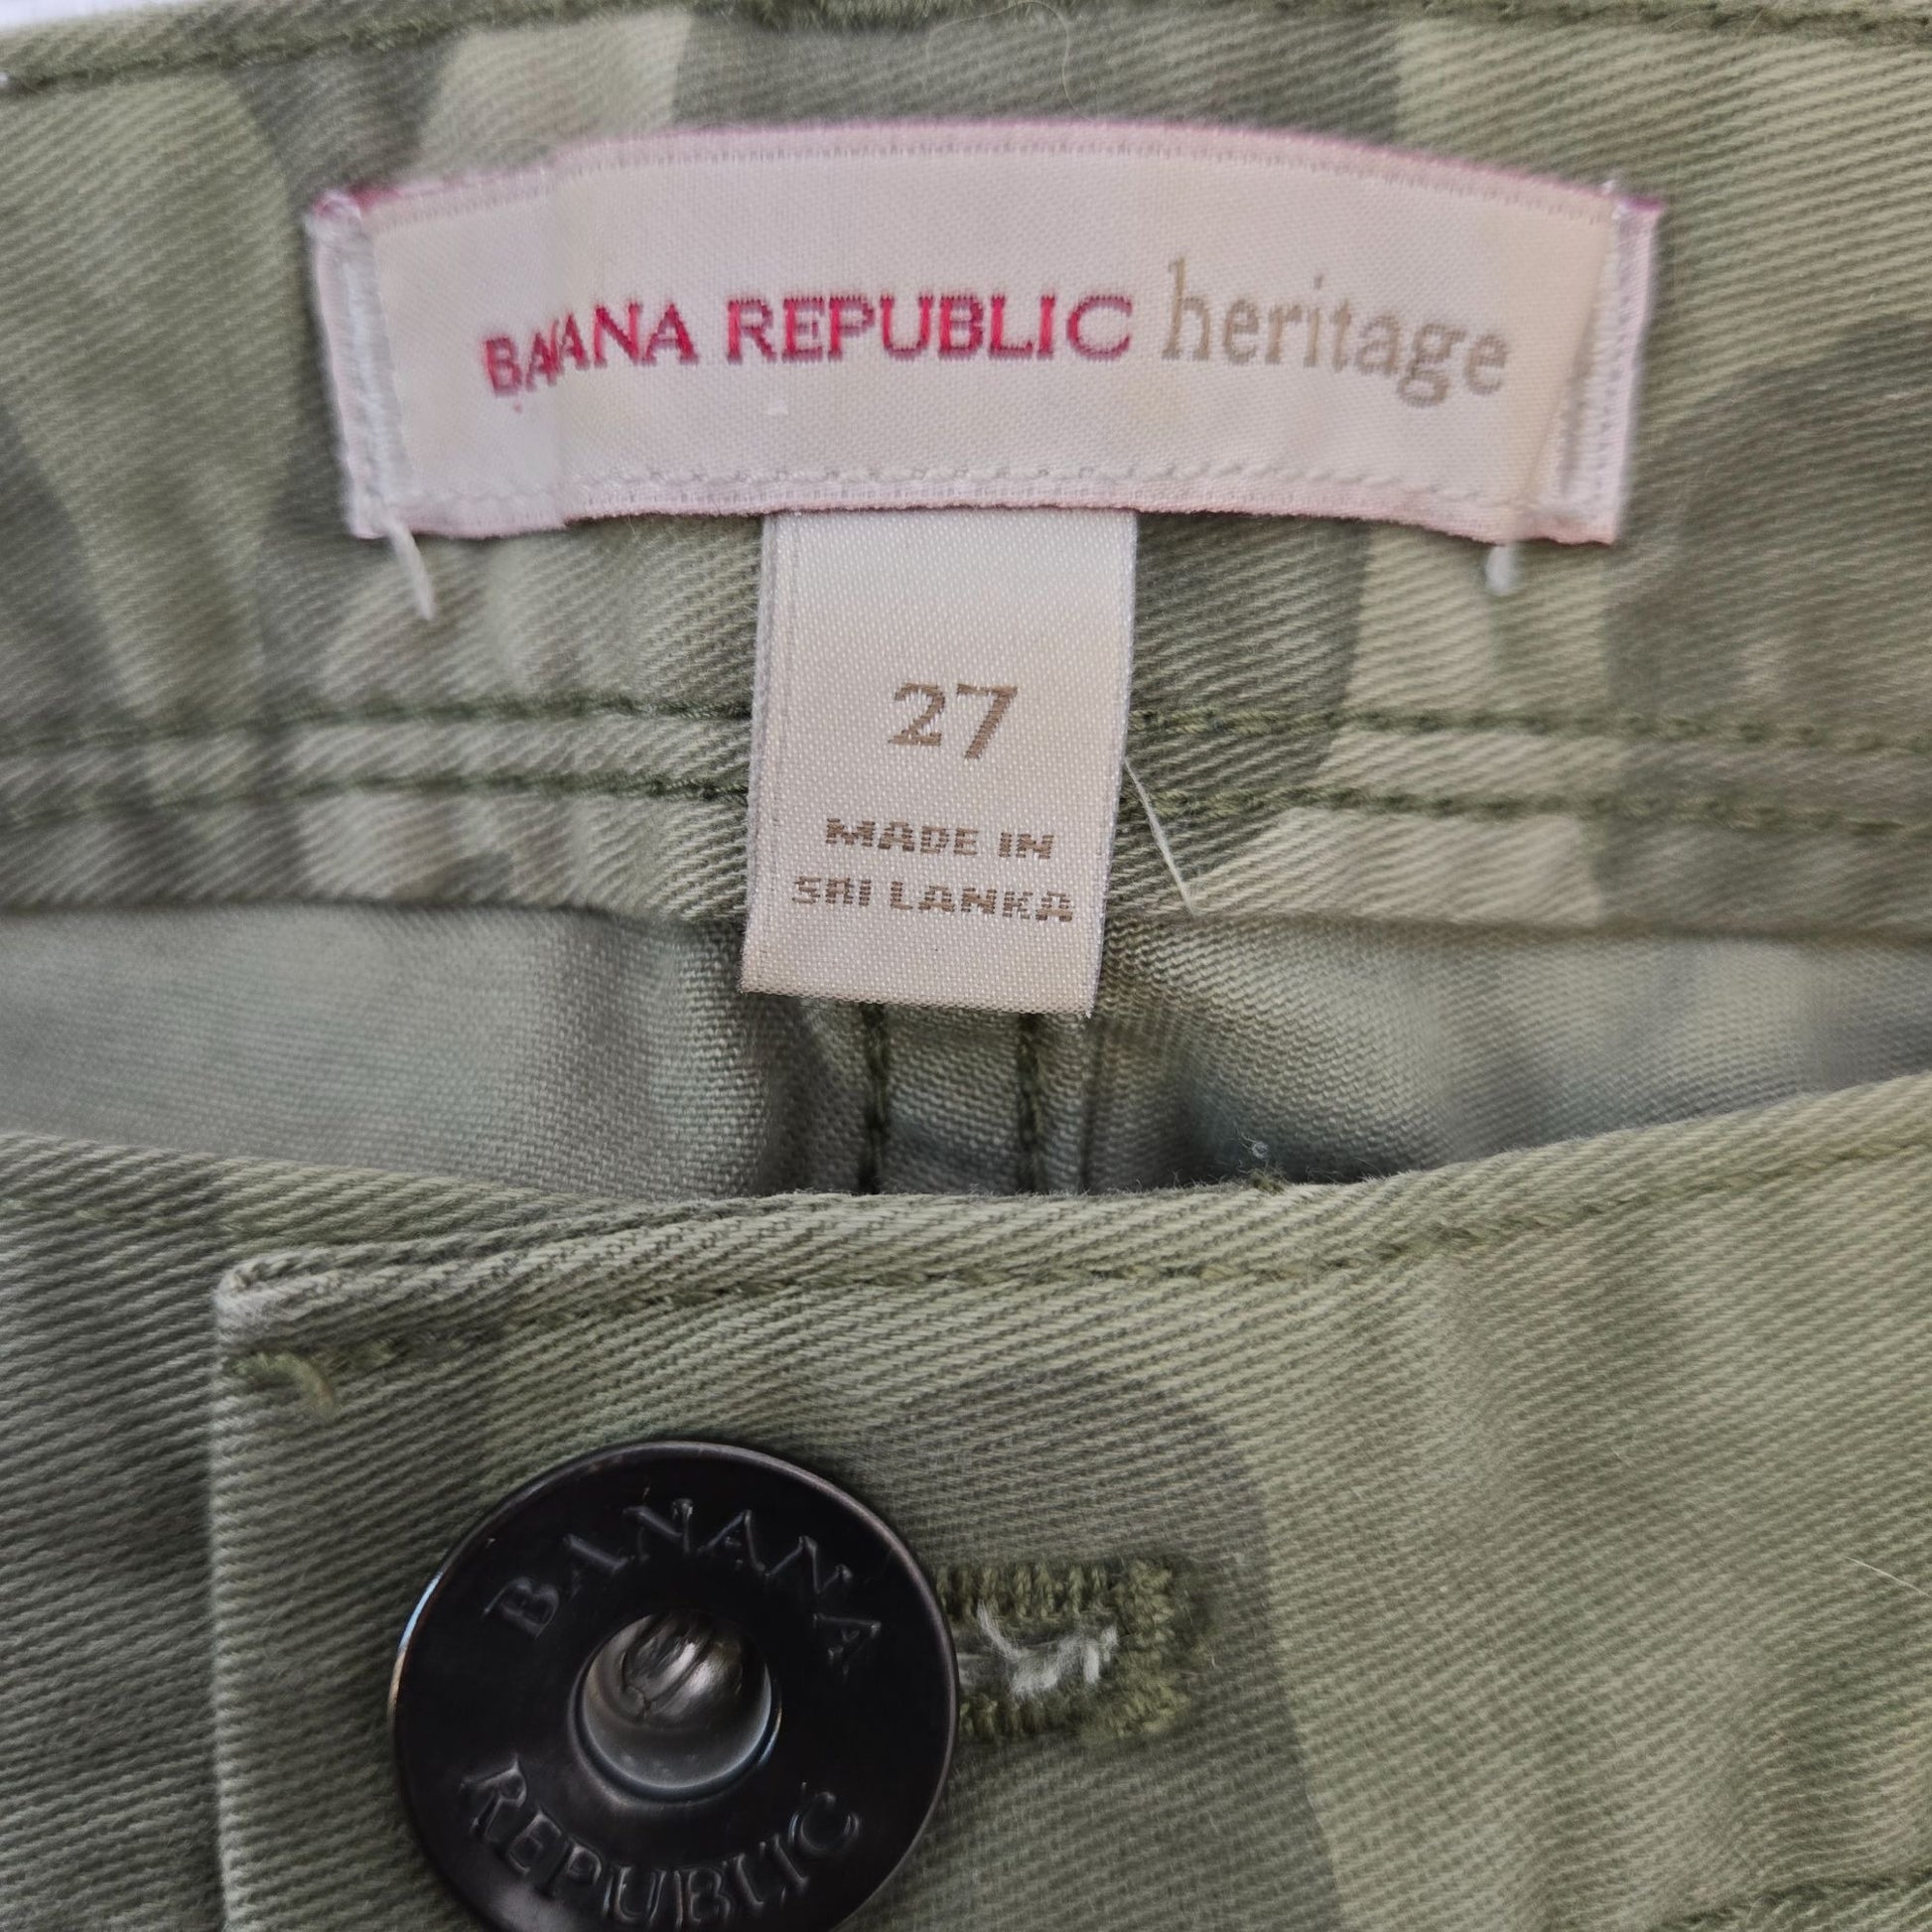 BANANA REPUBLIC heritage
27
MADE IN
SRI LANKA
BANANA
REPUBLIC